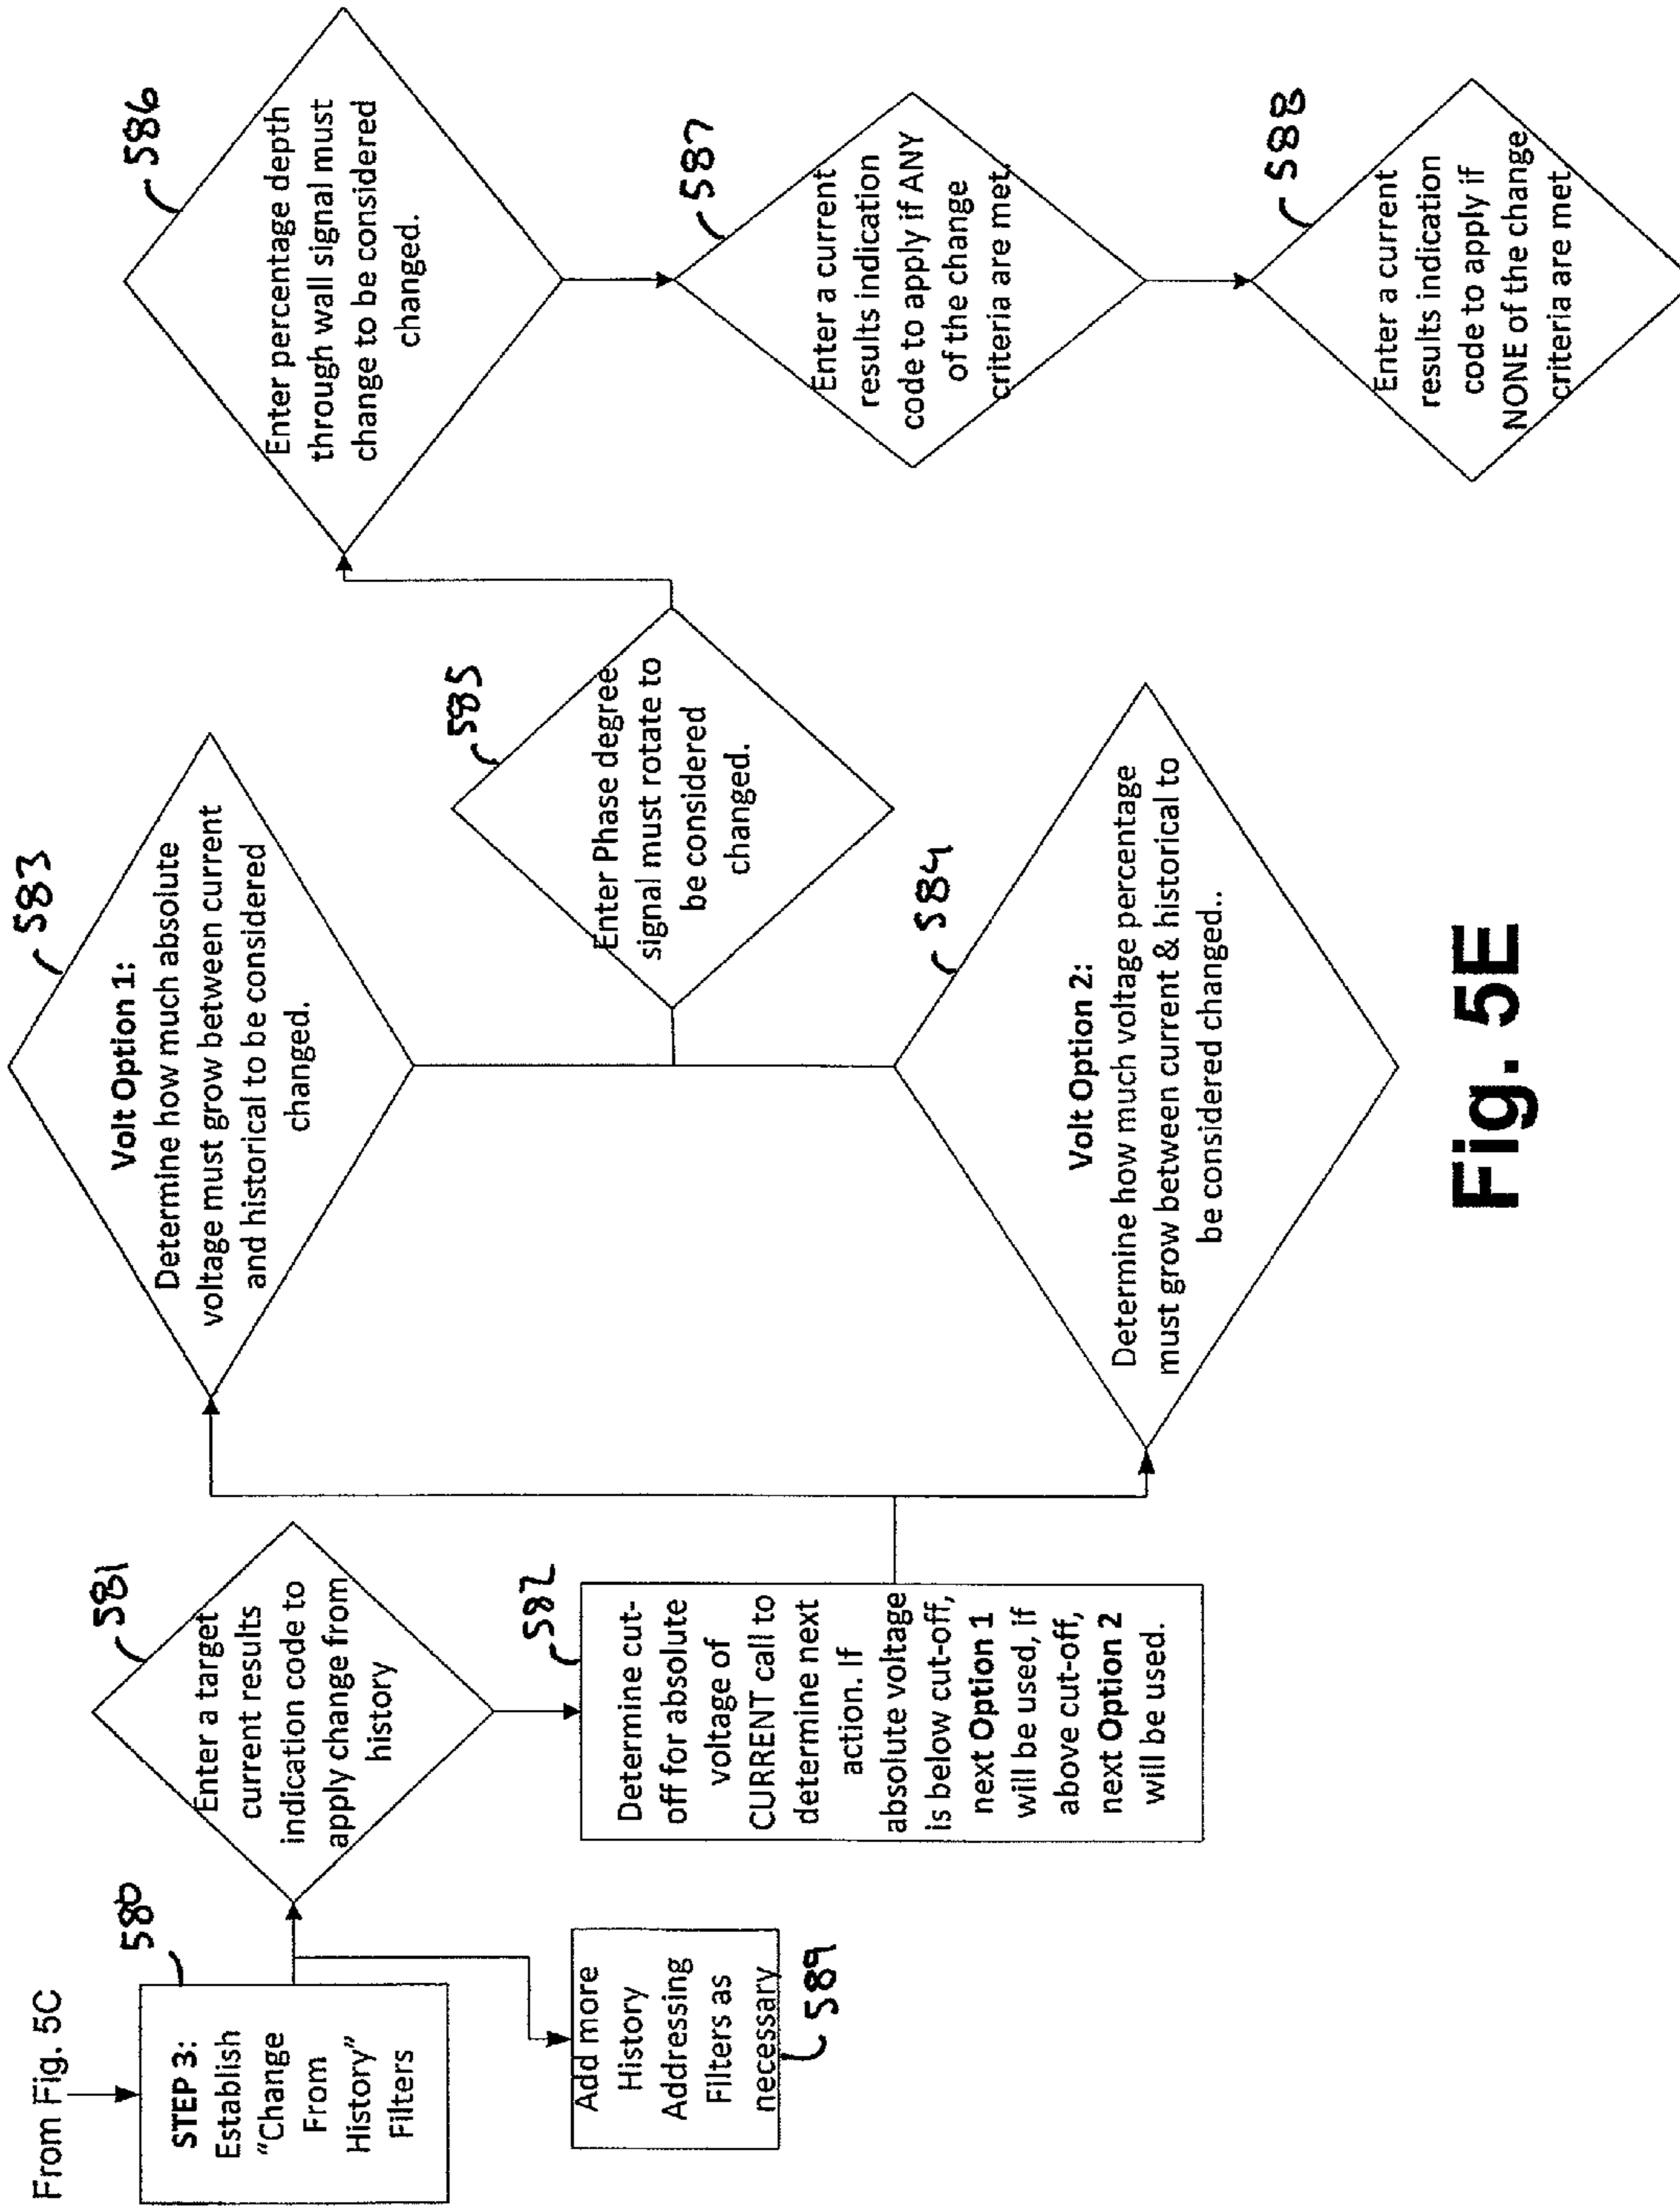 From Fig. 5C
580
STEP 3:
Establish
"Change
From
History"
Filters
581
Enter a target
current results
indication code to
apply change from
history
589
Add more
History
Addressing
Filters as
necessary
582
Determine cut-
off for absolute
voltage of
CURRENT call to
determine next
action. If
absolute voltage
is below cut-off,
next Option 1
will be used, if
above cut-off,
next Option 2
will be used.
583
Volt Option 1:
Determine how much absolute
voltage must grow between current
and historical to be considered
changed.
584
Volt Option 2:
Determine how much voltage percentage
must grow between current & historical to
be considered changed..
585
Enter Phase degree
signal must rotate to
be considered
changed.
586
Enter percentage depth
through wall signal must
change to be considered
changed.
587
Enter a current
results indication
code to apply if ANY
of the change
criteria are met.
588
Enter a current
results indication
code to apply if
NONE of the change
criteria are met.
Fig. 5E